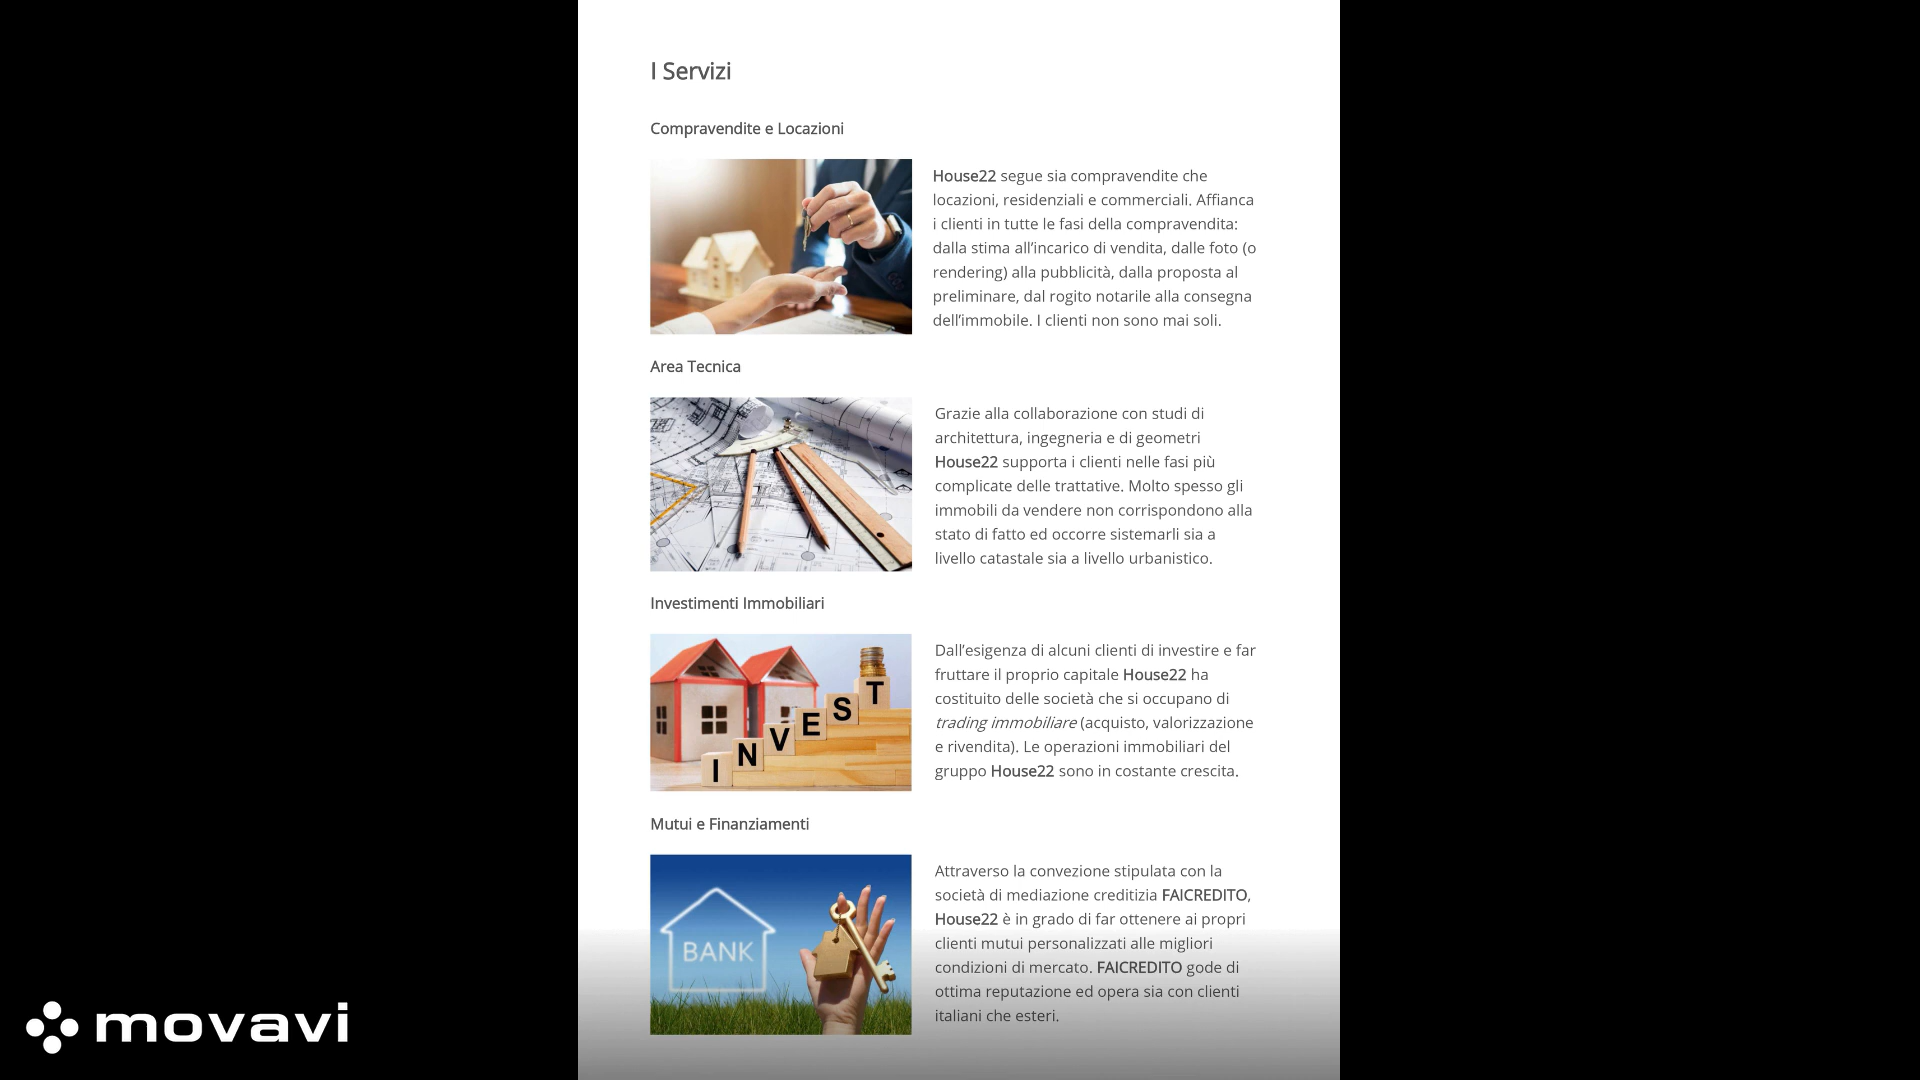 I Servizi
Compravendite e Locazioni
House22 segue sia compravendite che
locazioni, residenziali e commerciali. Affianca
i clienti in tutte le fasi della compravendita:
dalla stima all’incarico di vendita, dalle foto (o
rendering) alla pubblicità, dalla proposta al
preliminare, dal rogito notarile alla consegna
dell’immobile. I clienti non sono mai soli.
Area Tecnica
Grazie alla collaborazione con studi di
architettura, ingegneria e di geometri
House22 supporta i clienti nelle fasi più
complicate delle trattative. Molto spesso gli
immobili da vendere non corrispondono alla
stato di fatto ed occorre sistemarli sia a
livello catastale sia a livello urbanistico.
Investimenti Immobiliari
INVEST
Dall’esigenza di alcuni clienti di investire e far
fruttare il proprio capitale House22 ha
costituito delle società che si occupano di
trading immobiliare (acquisto, valorizzazione
e rivendita). Le operazioni immobiliari del
gruppo House22 sono in costante crescita.
Mutui e Finanziamenti
BANK
Attraverso la convezione stipulata con la
società di mediazione creditizia FAICREDITO,
House22 è in grado di far ottenere ai propri
clienti mutui personalizzati alle migliori
condizioni di mercato. FAICREDITO gode di
ottima reputazione ed opera sia con clienti
italiani che esteri.
movavi